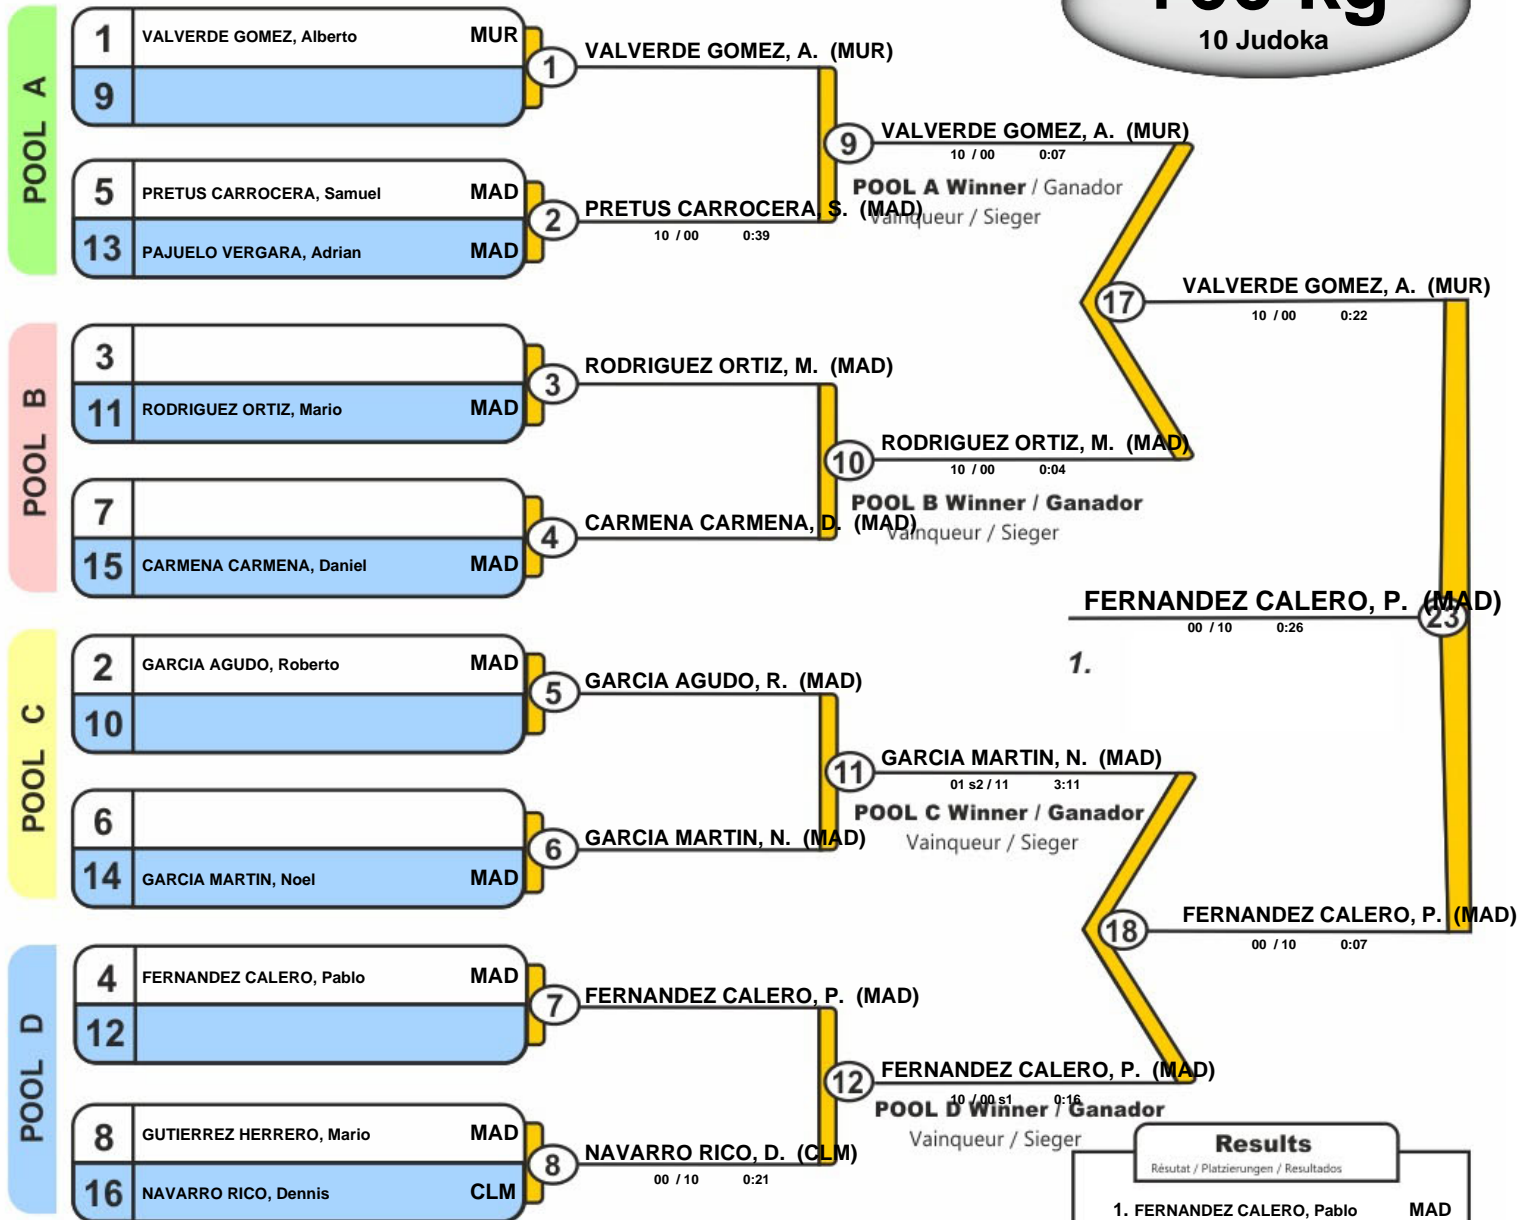 10 Judoka
POOL A
1 VALVERDE GOMEZ, Alberto MUR
9
1
VALVERDE GOMEZ, A. (MUR)
5 PRETUS CARROCERA, Samuel MAD
13 PAJUELO VERGARA, Adrian MAD
2
PRETUS CARROCERA, S. (MAD)
10 / 00 0:39
9
VALVERDE GOMEZ, A. (MUR)
10 / 00 0:07
POOL A Winner / Ganador
Vainqueur / Sieger
POOL B
3
11 RODRIGUEZ ORTIZ, Mario MAD
3
RODRIGUEZ ORTIZ, M. (MAD)
7
15 CARMENA CARMENA, Daniel MAD
4
CARMENA CARMENA, D. (MAD)
10
RODRIGUEZ ORTIZ, M. (MAD)
10 / 00 0:04
POOL B Winner / Ganador
Vainqueur / Sieger
17
VALVERDE GOMEZ, A. (MUR)
10 / 00 0:22
FERNANDEZ CALERO, P. (MAD)
23
00 / 10 0:26
1.
POOL C
2 GARCIA AGUDO, Roberto MAD
10
5
GARCIA AGUDO, R. (MAD)
6
14 GARCIA MARTIN, Noel MAD
6
GARCIA MARTIN, N. (MAD)
11
GARCIA MARTIN, N. (MAD)
01 s2 / 11 3:11
POOL C Winner / Ganador
Vainqueur / Sieger
POOL D
4 FERNANDEZ CALERO, Pablo MAD
12
7
FERNANDEZ CALERO, P. (MAD)
8 GUTIERREZ HERRERO, Mario MAD
16 NAVARRO RICO, Dennis CLM
8
NAVARRO RICO, D. (CLM)
00 / 10 0:21
12
FERNANDEZ CALERO, P. (MAD)
10 / 00 s1 0:16
POOL D Winner / Ganador
Vainqueur / Sieger
18
FERNANDEZ CALERO, P. (MAD)
00 / 10 0:07
Results
Résutat / Platzierungen / Resultados
1. FERNANDEZ CALERO, Pablo MAD